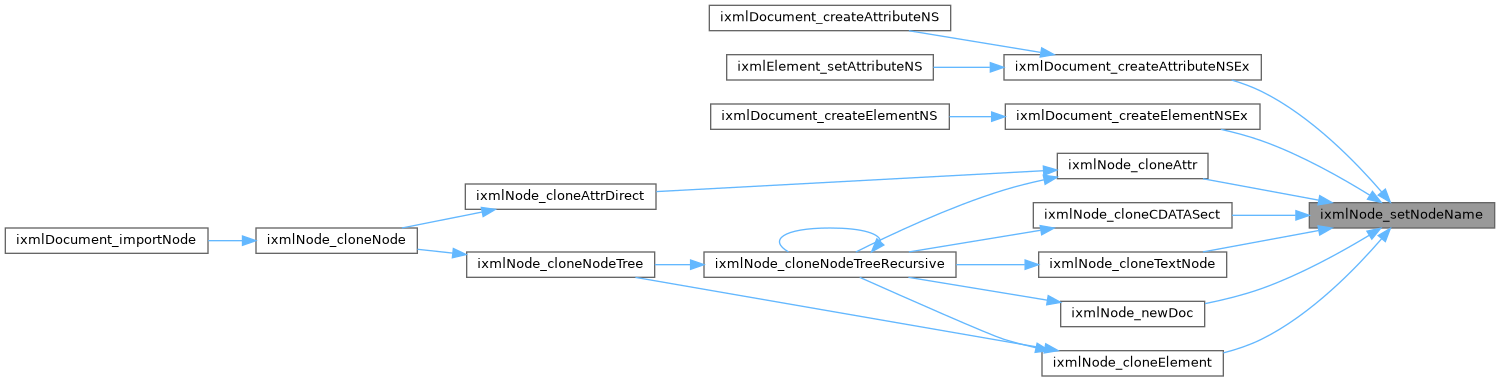 ixmlDocument_createAttributeNS
ixmlElement_setAttributeNS
ixmlDocument_createAttributeNSEx
ixmlDocument_createElementNS
ixmlDocument_createElementNSEx
ixmlNode_cloneAttr
ixmlNode_cloneAttrDirect
ixmlNode_cloneCDATASect
ixmlNode_setNodeName
ixmlDocument_importNode
ixmlNode_cloneNode
ixmlNode_cloneNodeTree
ixmlNode_cloneNodeTreeRecursive
ixmlNode_cloneTextNode
ixmlNode_newDoc
ixmlNode_cloneElement